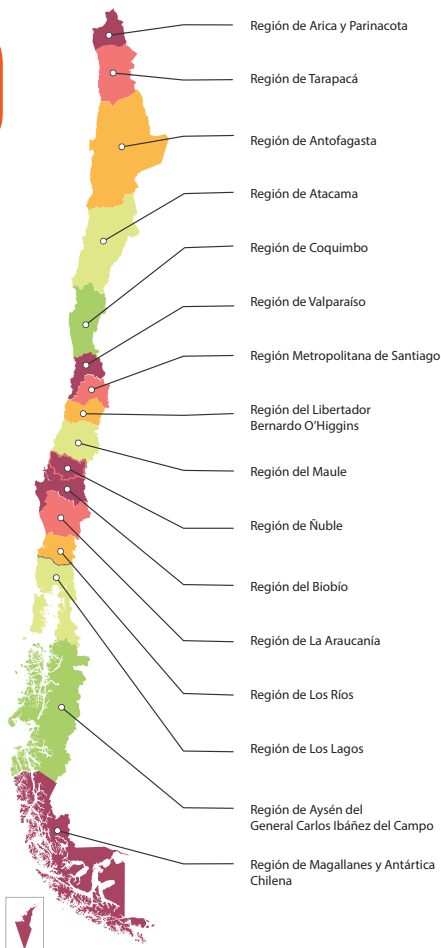 Región de Arica y Parinacota
Región de Tarapacá
Región de Antofagasta
Región de Atacama
Región de Coquimbo
Región de Valparaíso
Región Metropolitana de Santiago
Región del Libertador
Bernardo O’Higgins
Región del Maule
Región de Ñuble
Región del Biobío
Región de La Araucanía
Región de Los Ríos
Región de Los Lagos
Región de Aysén del
General Carlos Ibáñez del Campo
Región de Magallanes y Antártica
Chilena